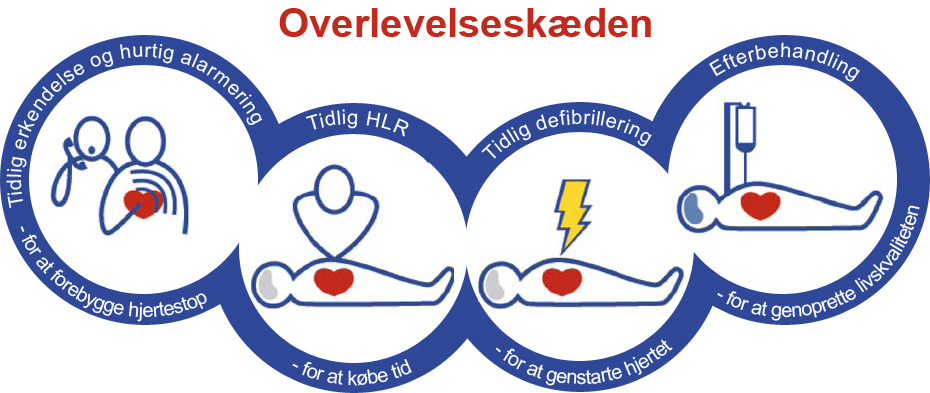 Overlevelseskæden
Tidlig erkendelse og hurtig alarmering
- for at forebygge hjertestop
Tidlig HLR
- for at købe tid
Tidlig defibrillering
- for at genstarte hjertet
Efterbehandling
- for at genoprette livskvaliteten